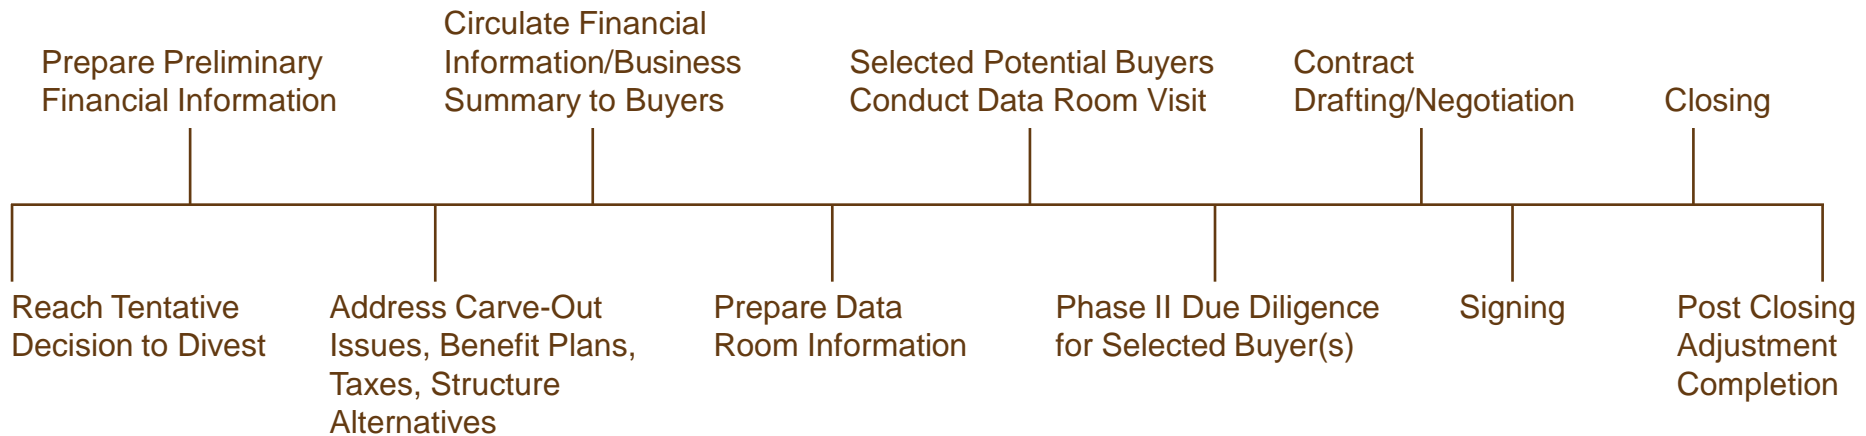 Prepare Preliminary
Financial Information
Circulate Financial
Information/Business
Summary to Buyers
Selected Potential Buyers
Conduct Data Room Visit
Contract
Drafting/Negotiation
Closing
Reach Tentative
Decision to Divest
Address Carve-Out
Issues, Benefit Plans,
Taxes, Structure
Alternatives
Prepare Data
Room Information
Phase II Due Diligence
for Selected Buyer(s)
Signing
Post Closing
Adjustment
Completion